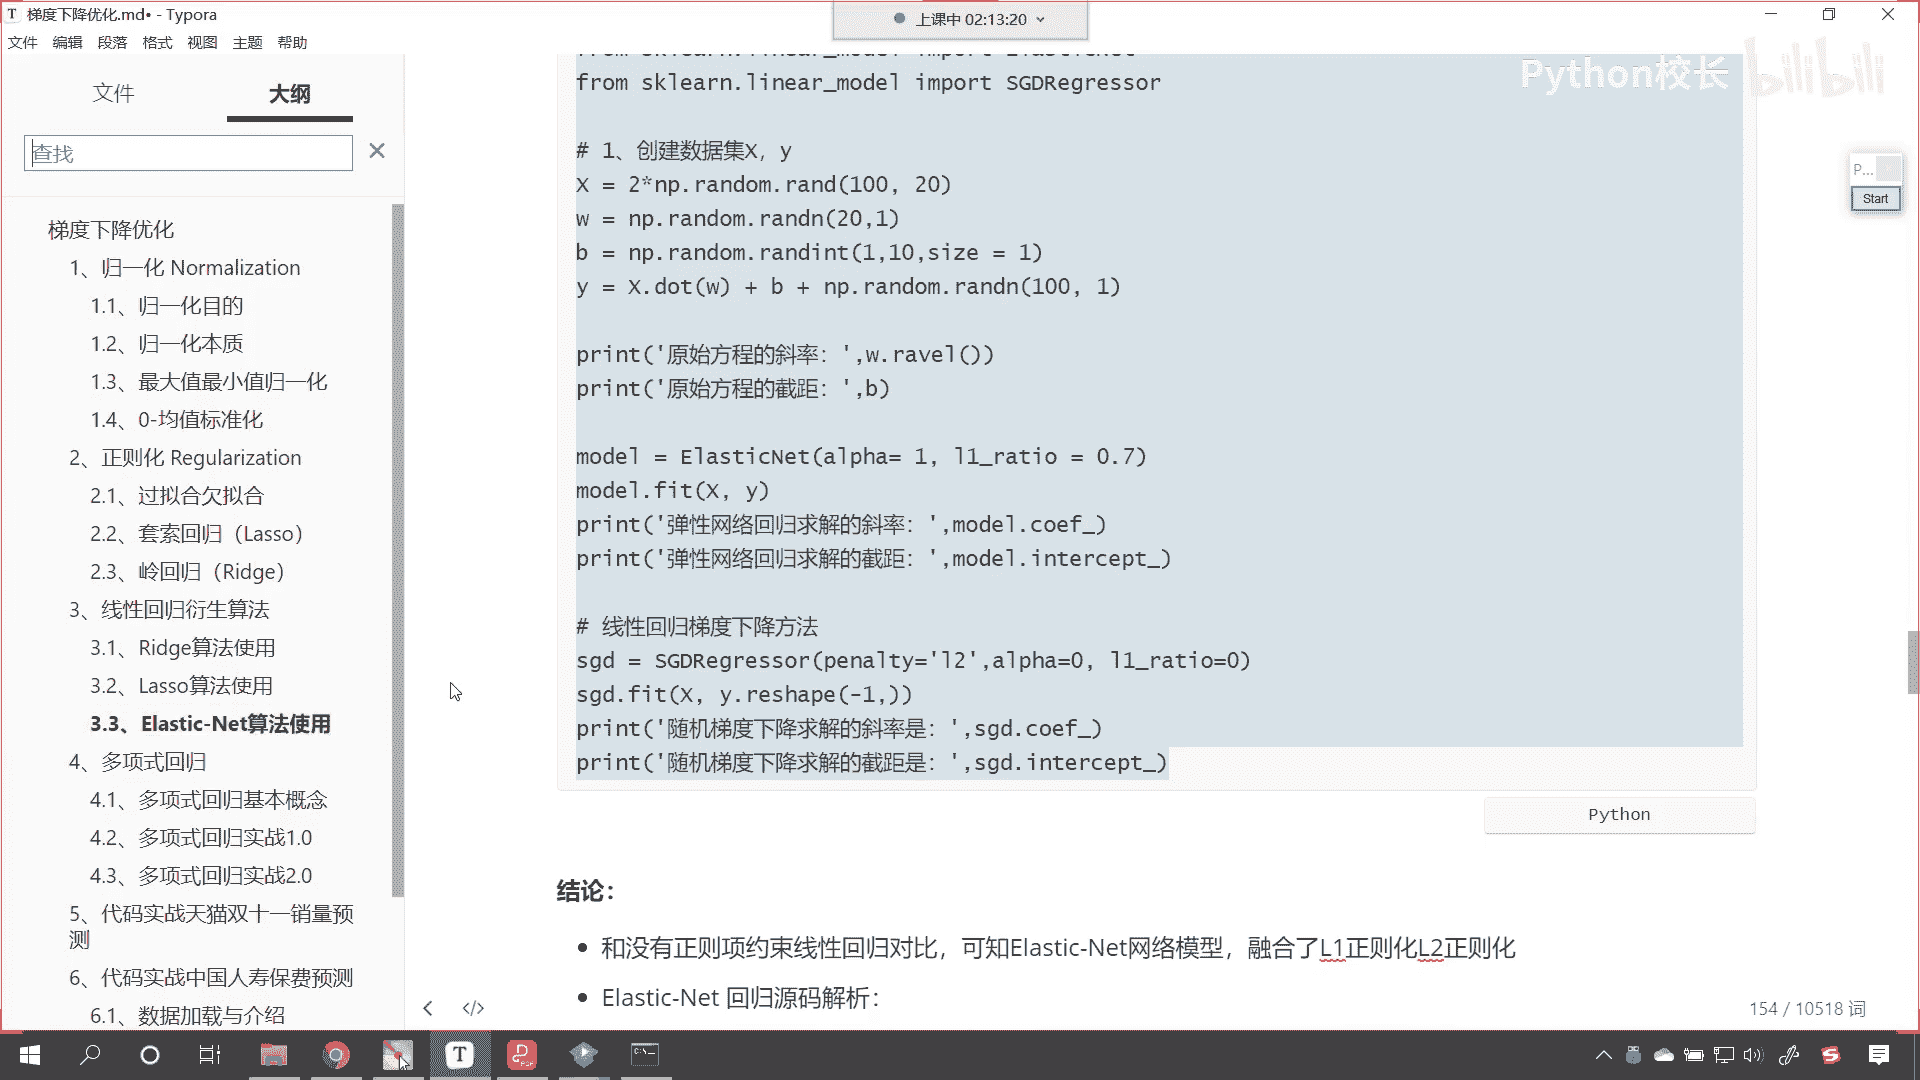 梯度下降优化.md• - Typora
上课中 02:13:20
文件 编辑 段落 格式 视图 主题 帮助
文件 大纲
查找
梯度下降优化
1、归一化 Normalization
1.1、归一化目的
1.2、归一化本质
1.3、最大值最小值归一化
1.4、0-均值标准化
2、正则化 Regularization
2.1、过拟合欠拟合
2.2、套索回归（Lasso）
2.3、岭回归（Ridge）
3、线性回归衍生算法
3.1、Ridge算法使用
3.2、Lasso算法使用
3.3、Elastic-Net算法使用
4、多项式回归
4.1、多项式回归基本概念
4.2、多项式回归实战1.0
4.3、多项式回归实战2.0
5、代码实战天猫双十一销量预
测
6、代码实战中国人寿保费预测
6.1、数据加载与介绍
from sklearn.linear_model import ElasticNet
from sklearn.linear_model import SGDRegressor
# 1、创建数据集X，y
X = 2*np.random.rand(100, 20)
w = np.random.randn(20,1)
b = np.random.randint(1,10,size = 1)
y = X.dot(w) + b + np.random.randn(100, 1)
print('原始方程的斜率：',w.ravel())
print('原始方程的截距：',b)
model = ElasticNet(alpha= 1, l1_ratio = 0.7)
model.fit(X, y)
print('弹性网络回归求解的斜率：',model.coef_)
print('弹性网络回归求解的截距：',model.intercept_)
# 线性回归梯度下降方法
sgd = SGDRegressor(penalty='l2',alpha=0, l1_ratio=0)
sgd.fit(X, y.reshape(-1,))
print('随机梯度下降求解的斜率是：',sgd.coef_)
print('随机梯度下降求解的截距是：',sgd.intercept_)
Python
结论：
和没有正则项约束线性回归对比，可知Elastic-Net网络模型，融合了L1正则化L2正则化
Elastic-Net 回归源码解析：
154 / 10518 词
Python校长 bilibili
P...
Start